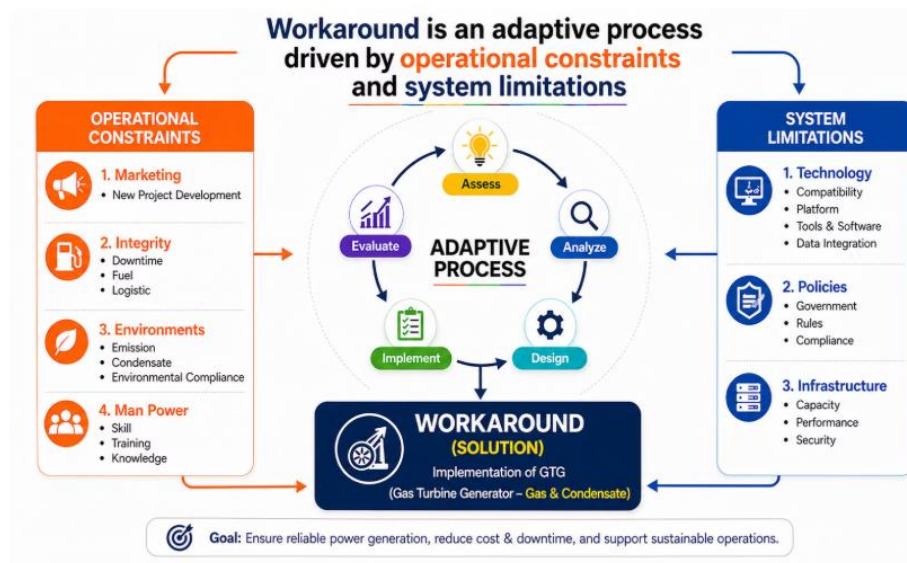 Workaround is an adaptive process
driven by operational constraints
and system limitations
OPERATIONAL
CONSTRAINTS
1. Marketing
• New Project Development
2. Integrity
• Downtime
• Fuel
• Logistic
3. Environments
• Emission
• Condensate
• Environmental Compliance
4. Man Power
• Skill
• Training
• Knowledge
Assess
Analyze
Design
Implement
Evaluate
ADAPTIVE
PROCESS
SYSTEM
LIMITATIONS
1. Technology
• Compatibility
• Platform
• Tools & Software
• Data Integration
2. Policies
• Government
• Rules
• Compliance
3. Infrastructure
• Capacity
• Performance
• Security
WORKAROUND
(SOLUTION)
Implementation of GTG
(Gas Turbine Generator – Gas & Condensate)
Goal: Ensure reliable power generation, reduce cost & downtime, and support sustainable operations.